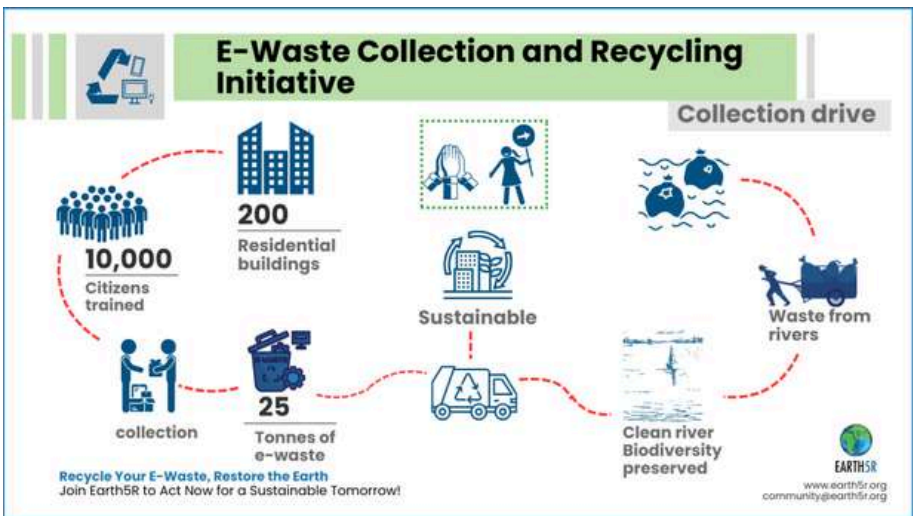 E-Waste Collection and Recycling
Initiative
Collection drive
200
Residential
buildings
10,000
Citizens
trained
Sustainable
Waste from
rivers
collection
25
Tonnes of
e-waste
Clean river
Biodiversity
preserved
Recycle Your E-Waste, Restore the Earth
Join Earth5R to Act Now for a Sustainable Tomorrow!
EARTH5R
www.earth5r.org
community@earth5r.org